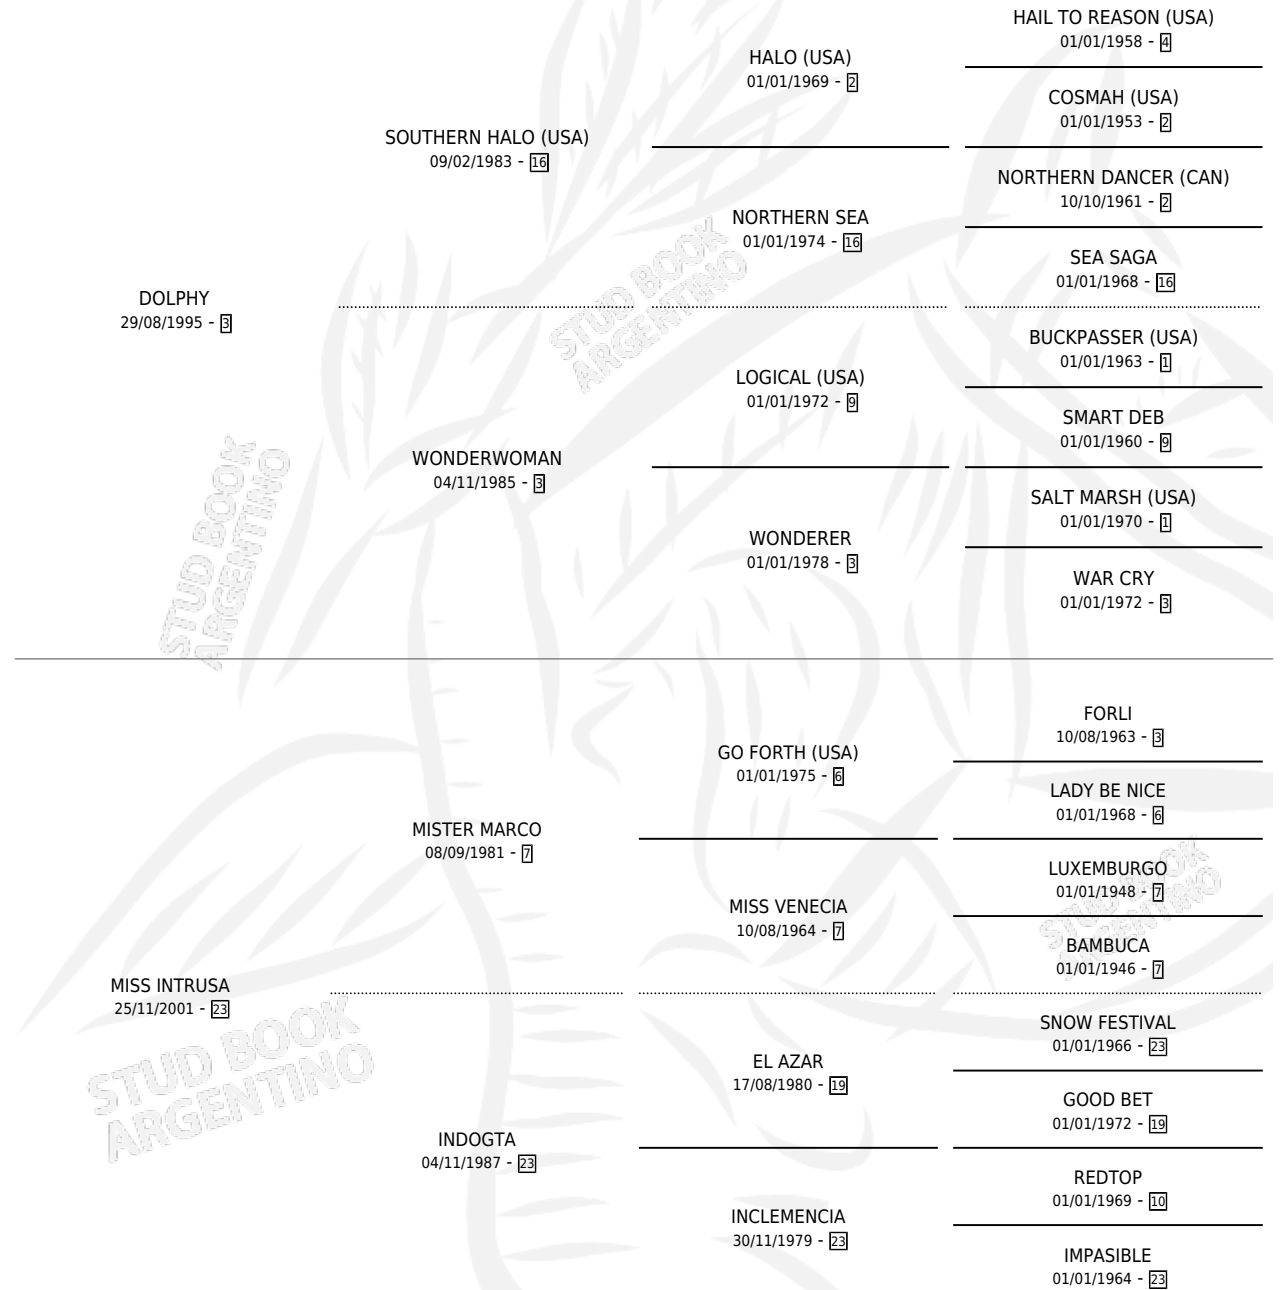 HAIL TO REASON (USA)
01/01/1958 - 4
HALO (USA)
01/01/1969 - 2
COSMAH (USA)
01/01/1953 - 2
SOUTHERN HALO (USA)
09/02/1983 - 16
NORTHERN DANCER (CAN)
10/10/1961 - 2
NORTHERN SEA
01/01/1974 - 16
SEA SAGA
01/01/1968 - 16
DOLPHY
29/08/1995 - 3
STUD BOOK
ARGENTINO
BUCKPASSER (USA)
01/01/1963 - 1
LOGICAL (USA)
01/01/1972 - 9
SMART DEB
01/01/1960 - 9
WONDERWOMAN
04/11/1985 - 3
SALT MARSH (USA)
01/01/1970 - 1
WONDERER
01/01/1978 - 3
WAR CRY
01/01/1972 - 3
STUD BOOK
ARGENTINO
FORLI
10/08/1963 - 3
GO FORTH (USA)
01/01/1975 - 6
LADY BE NICE
01/01/1968 - 6
MISTER MARCO
08/09/1981 - 7
LUXEMBURGO
01/01/1948 - 7
MISS VENECIA
10/08/1964 - 7
BAMBUCA
01/01/1946 - 7
STUD BOOK
ARGENTINO
MISS INTRUSA
25/11/2001 - 23
SNOW FESTIVAL
01/01/1966 - 23
EL AZAR
17/08/1980 - 19
GOOD BET
01/01/1972 - 19
STUD BOOK
ARGENTINO
INDOGTA
04/11/1987 - 23
REDTOP
01/01/1969 - 10
INCLEMENCIA
30/11/1979 - 23
IMPASIBLE
01/01/1964 - 23